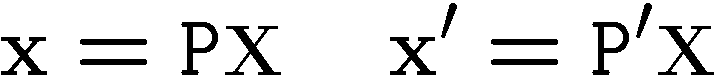 x = PX x′ = P′X